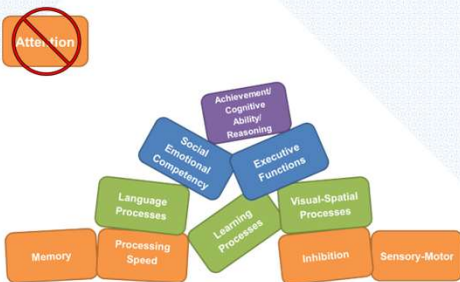 Attention
Achievement/
Cognitive
Ability/
Reasoning
Social
Emotional
Competency
Executive
Functions
Language
Processes
Learning
Processes
Visual-Spatial
Processes
Memory
Processing
Speed
Inhibition
Sensory-Motor